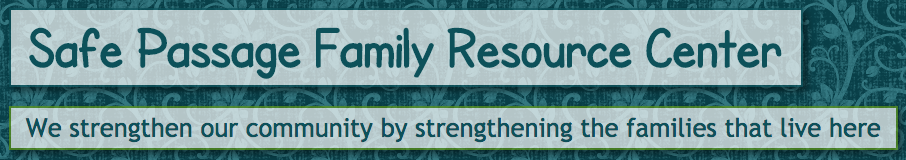 Safe Passage Family Resource Center
We strengthen our community by strengthening the families that live here